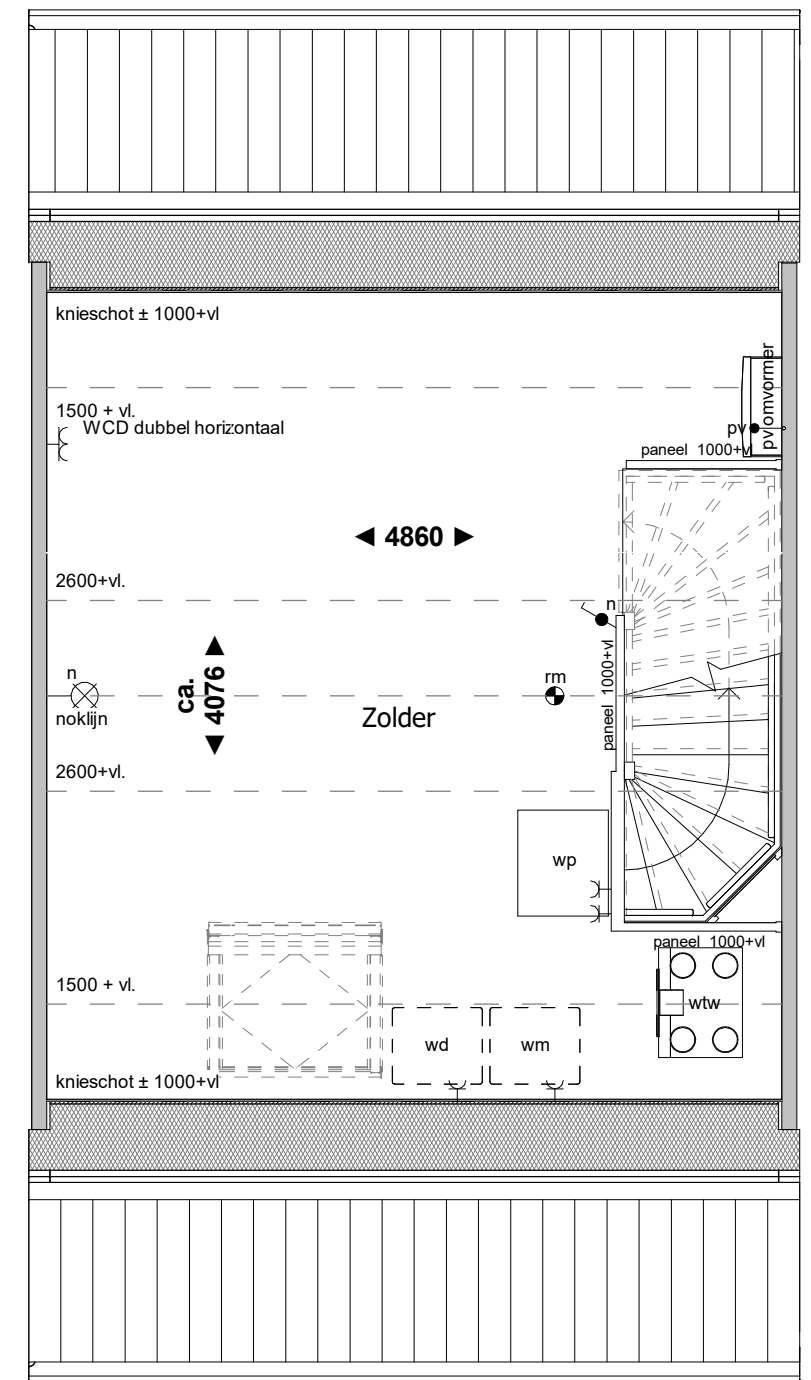 knieschot ± 1000+vl
pv omvormer
1500 + vl.
WCD dubbel horizontaal
pv
paneel 1000+vl
◄ 4860 ►
2600+vl.
n
paneel 1000+vl
n
noklijn
ca.
◄ 4076 ►
rm
Zolder
2600+vl.
wp
paneel 1000+vl
1500 + vl.
wtw
wd
wm
knieschot ± 1000+vl